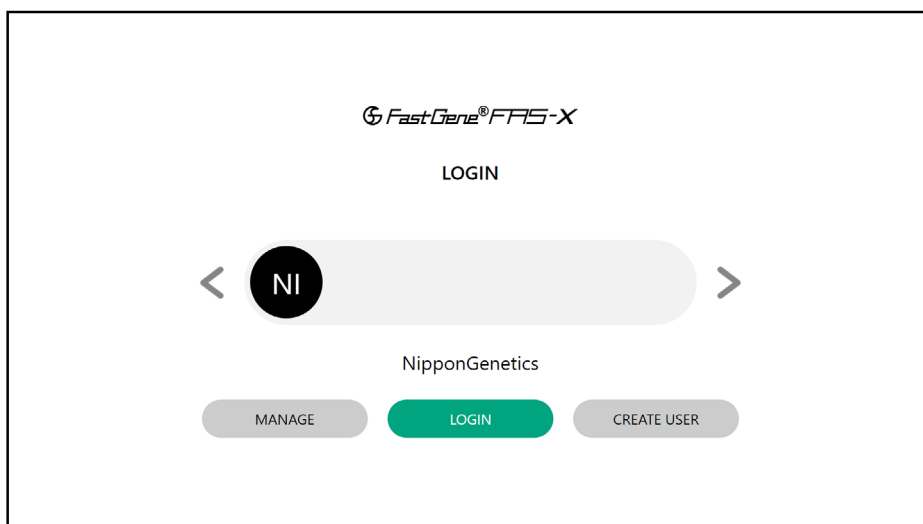 FastGene® FAS-X
LOGIN
NI
NipponGenetics
MANAGE
LOGIN
CREATE USER